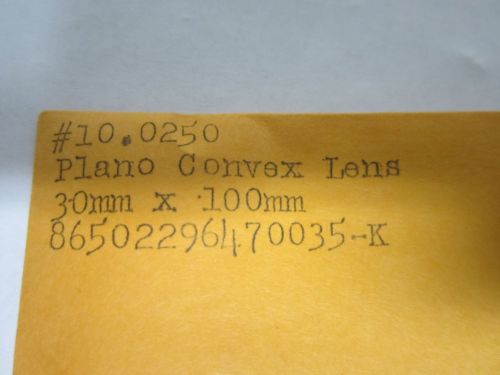 #10.0250
Plano Convex Lens
30mm x 100mm
86502296470035-K